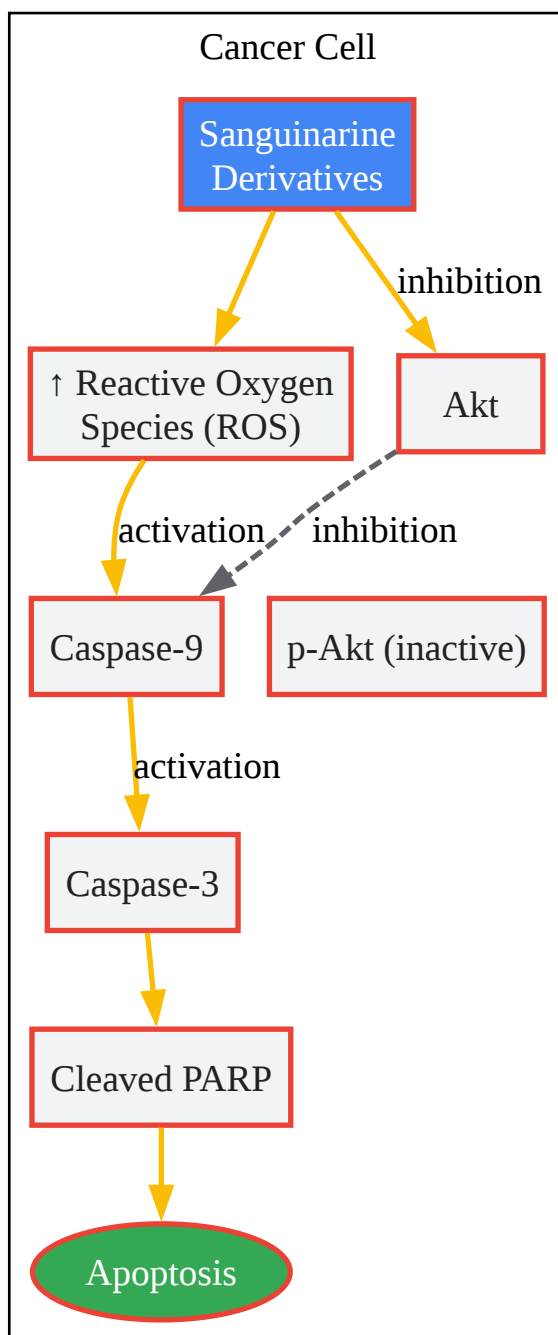 Cancer Cell
Sanguinarine
Derivatives
inhibition
↑ Reactive Oxygen
Species (ROS)
Akt
activation
inhibition
Caspase-9
p-Akt (inactive)
activation
Caspase-3
Cleaved PARP
Apoptosis